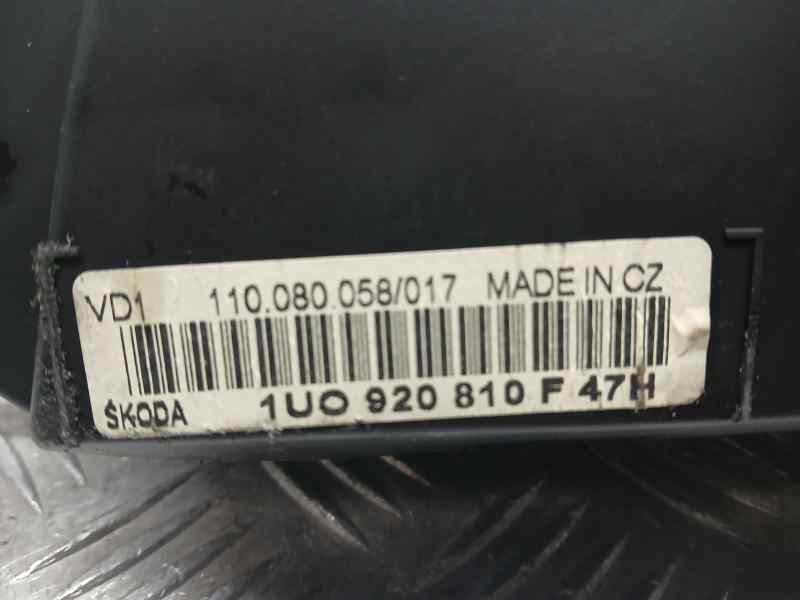 VD1 110.080.058/017 MADE IN CZ
ŠKODA 1U0 920 810 F 47H